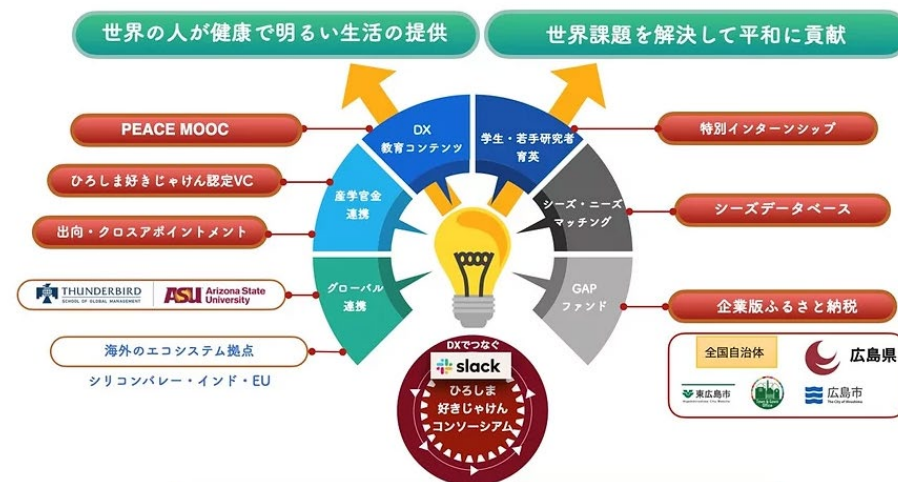 世界の人が健康で明るい生活の提供
世界課題を解決して平和に貢献
PEACE MOOC
ひろしま好きじゃけん認定VC
出向・クロスアポイントメント
THUNDERBIRD
SCHOOL OF GLOBAL MANAGEMENT
ASU Arizona State
University
海外のエコシステム拠点
シリコンバレー・インド・EU
DX
教育コンテンツ
学生・若手研究者
育英
産学官金
連携
シーズ・ニーズ
マッチング
グローバル
連携
GAP
ファンド
特別インターンシップ
シーズデータベース
企業版ふるさと納税
全国自治体
広島県
東広島市
広島市
The City of Hiroshima
DXでつなぐ
slack
ひろしま
好きじゃけん
コンソーシアム